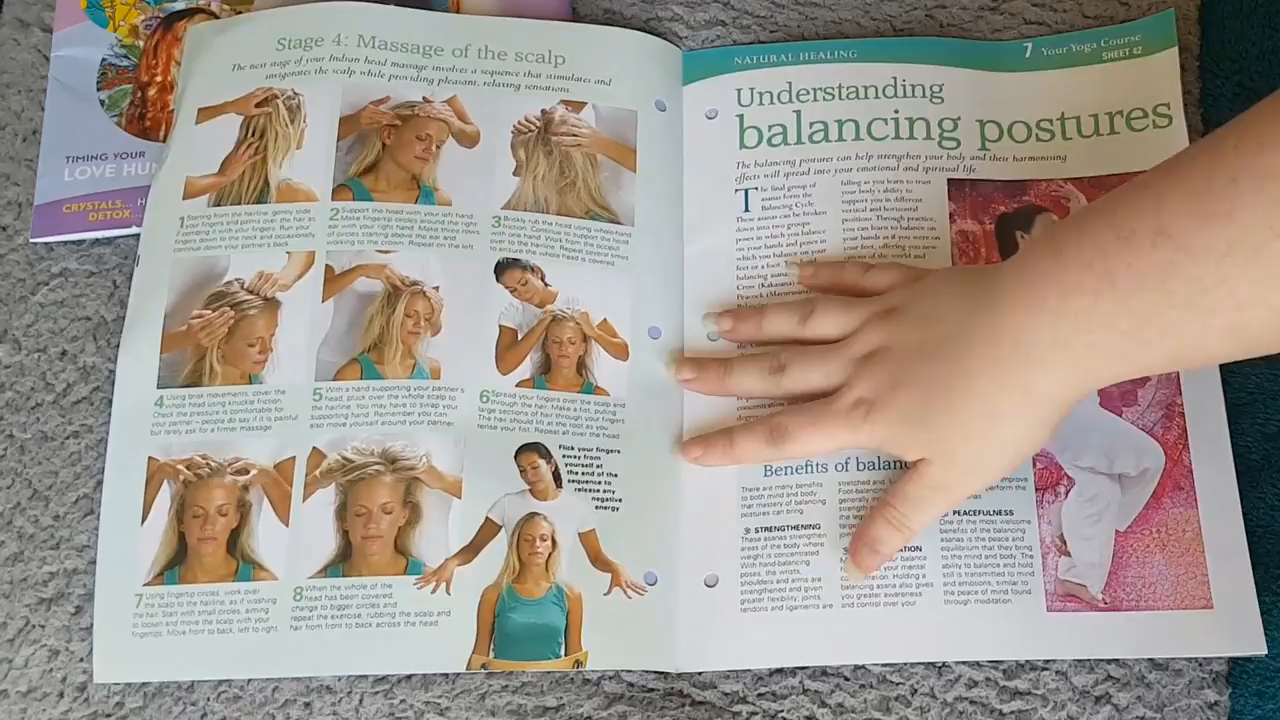 TIMING YOUR
LOVE HUN
CRYSTALS... H
DETOX...
Stage 4: Massage of the scalp
The next stage of your Indian head massage involves a sequence that stimulates and
invigorates the scalp while providing pleasant, relaxing sensations.
1 Starting from the hairline, gently slide
your fingers and palms over the hair as
if combing it with your fingers. Run your
fingers down to the neck and occasionally
continue down your partner's back
2 Support the head with your left hand.
Make fingertip circles around the right
ear with your right hand. Make three rows
of circles starting above the ear and
working to the crown. Repeat on the left.
3 Briskly rub the head using whole-hand
friction. Continue to support the head
with one hand. Work from the occiput
over to the hairline. Repeat several times
to ensure the whole head is covered.
4 Using brisk movements, cover the
whole head using knuckle friction.
Check the pressure is comfortable for
your partner – people do say if it is painful
but rarely ask for a firmer massage
5 With a hand supporting your partner's
head, pluck over the whole scalp to
the hairline. You may have to swap your
supporting hand. Remember you can
also move yourself around your partner.
6 Spread your fingers over the scalp and
through the hair. Make a fist, pulling
large sections of hair through your fingers
The hair should lift at the root as you
tense your fist. Repeat all over the head
7 Using fingertip circles, work over
the scalp to the hairline, as if washing
the hair. Start with small circles, aiming
to loosen and move the scalp with your
fingertips. Move front to back, left to right.
8 When the whole of the
head has been covered,
change to bigger circles and
repeat the exercise, rubbing the scalp and
hair from front to back across the head
Flick your fingers
away from
yourself at
the end of the
sequence to
release any
negative
energy
NATURAL HEALING
7 Your Yoga Course
SHEET 42
Understanding
balancing postures
The balancing postures can help strengthen your body and their harmonising
effects will spread into your emotional and spiritual life.
The final group of
asanas form the
Balancing Cycle.
These asanas can be broken
down into two groups:
poses in which you balance
on your hands and poses in
which you balance on your
feet or a foot.
balancing asana
Crow (Kakasana)
Peacock (Mayurasana)
falling as you learn to trust
your body's ability to
support you in different
vertical and horizontal
positions. Through practice,
you can learn to balance on
your hands as if you were on
your feet, offering you new
views of the world and
concentration
Benefits of balanc
There are many benefits
to both mind and body
that mastery of balancing
postures can bring.
STRENGTHENING
These asanas strengthen
areas of the body where
weight is concentrated
With hand-balancing
poses, the wrists,
shoulders and arms are
strengthened and given
greater flexibility; joints,
tendons and ligaments are
stretched and
Foot-balancing
generally
strength
the leg
ATION
balance
your mental
Holding a
balancing asana also gives
you greater awareness
and control over your
improve
perform the
PEACEFULNESS
One of the most welcome
benefits of the balancing
asanas is the peace and
equilibrium that they bring
to the mind and body. The
ability to balance and hold
still is transmitted to mind
and emotions, similar to
the peace of mind found
through meditation.